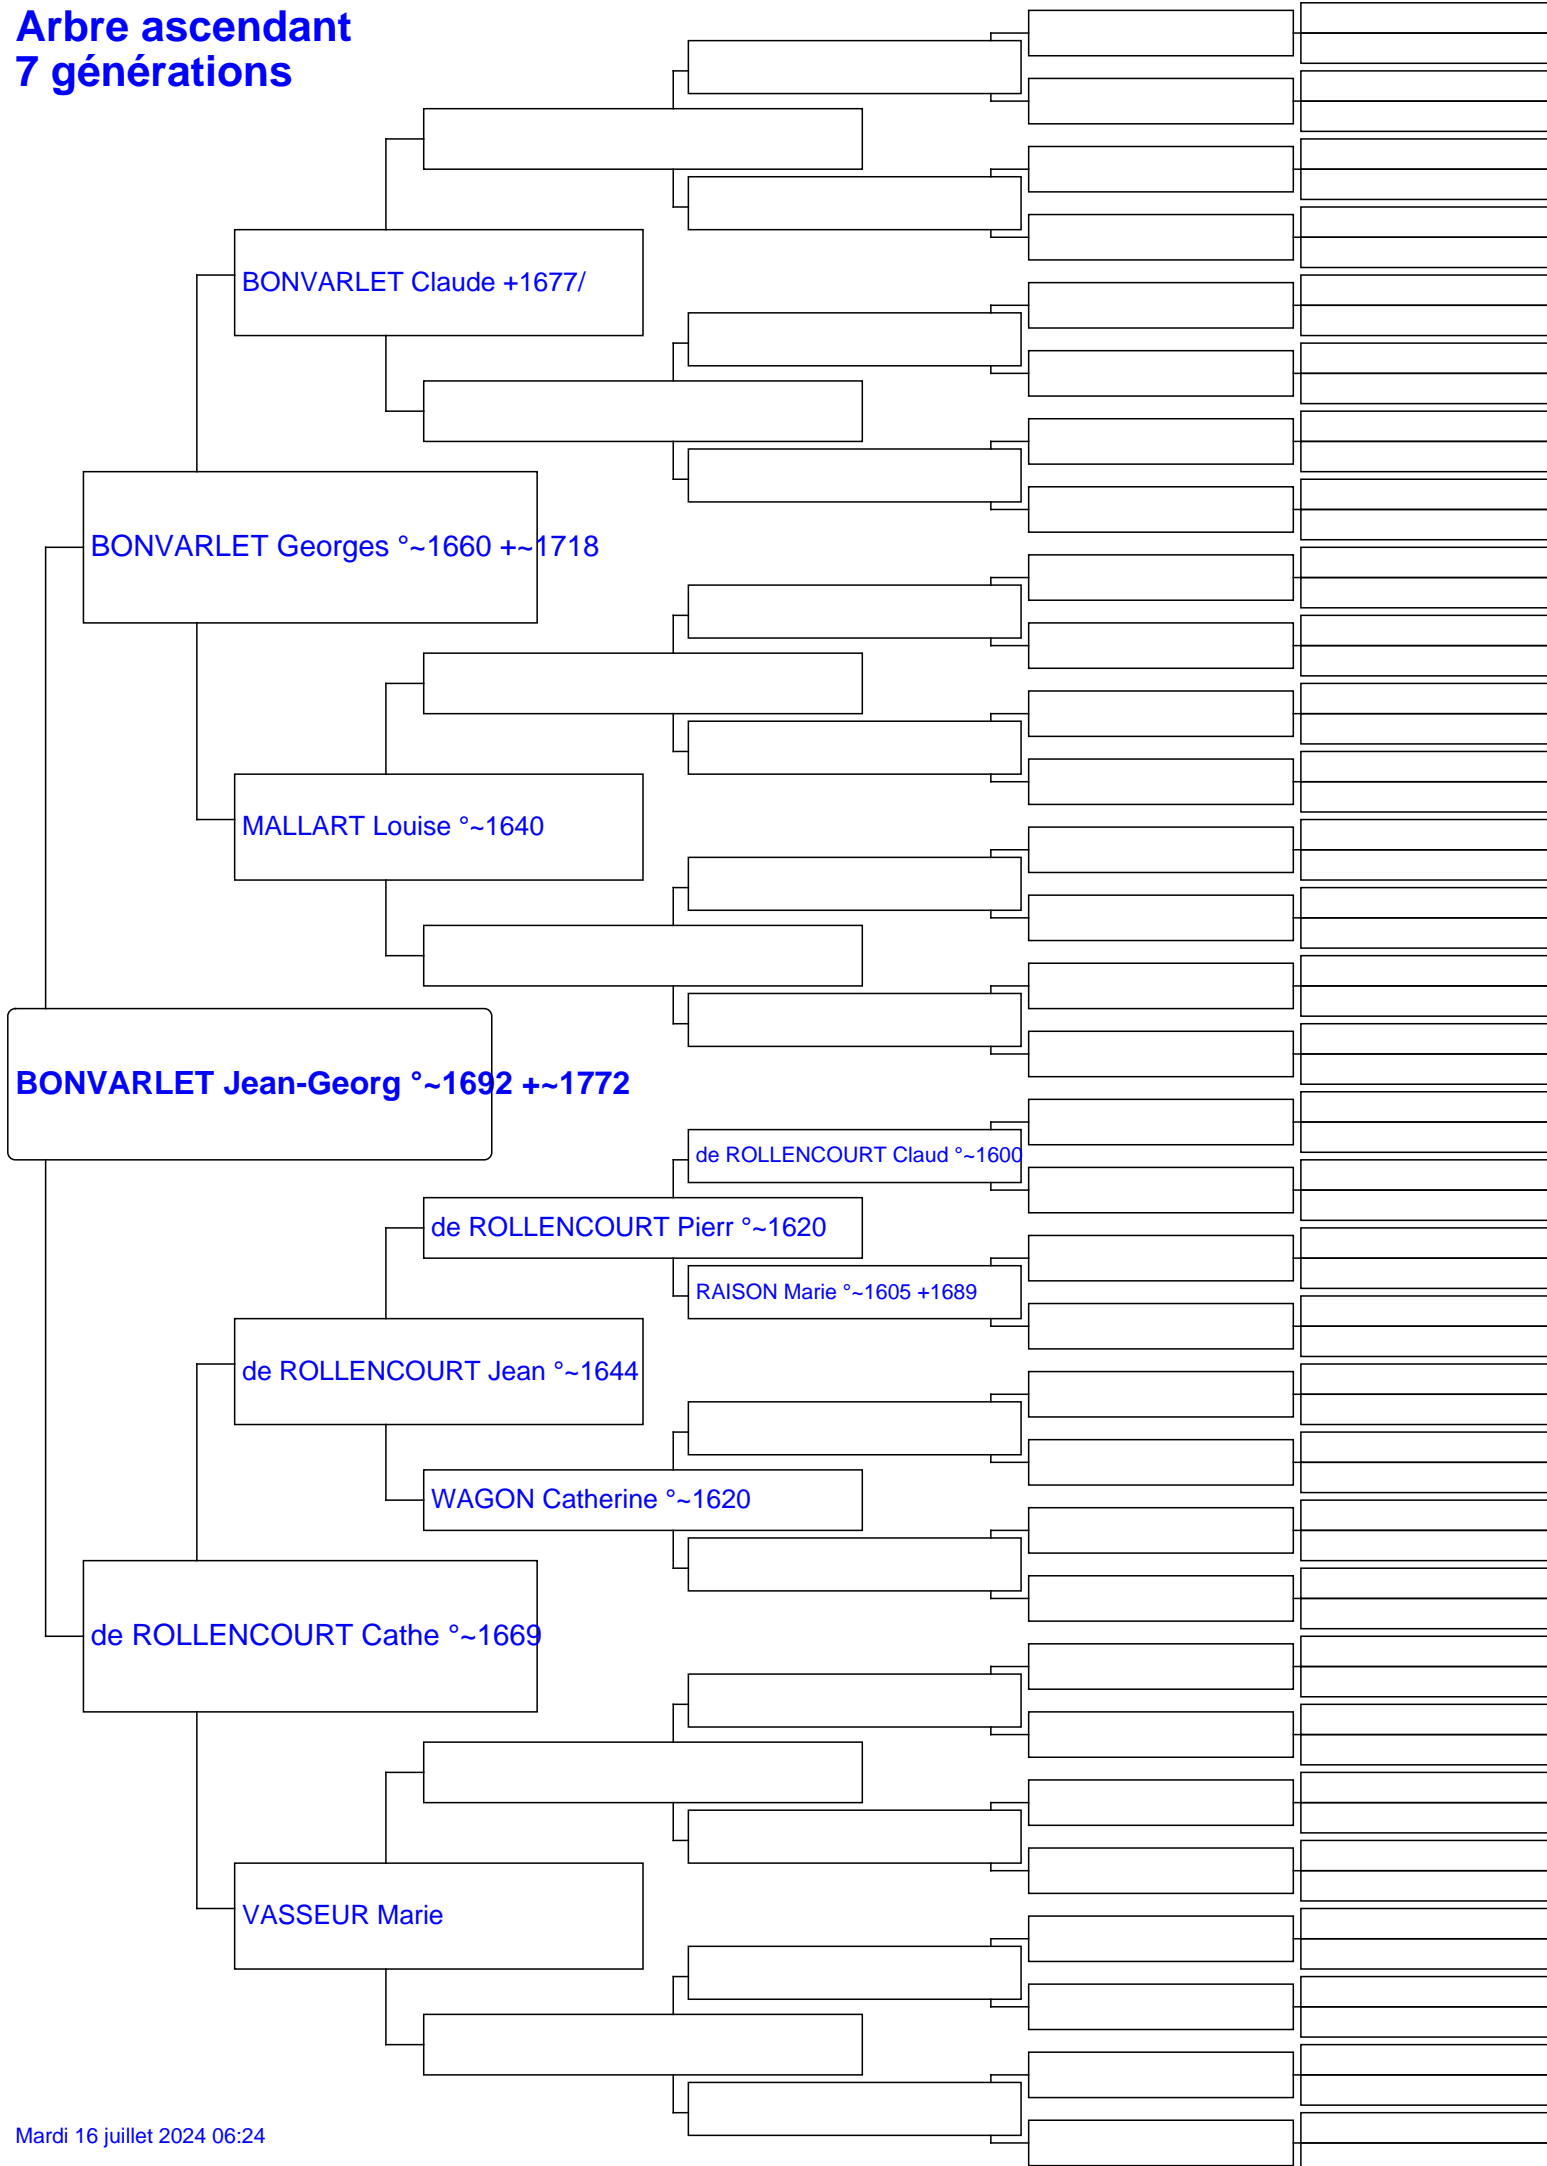 Arbre ascendant
7 générations
BONVARLET Claude +1677/
BONVARLET Georges °~1660 +~1718
MALLART Louise °~1640
BONVARLET Jean-Georg °~1692 +~1772
de ROLLENCOURT Claud °~1600
de ROLLENCOURT Pierr °~1620
RAISON Marie °~1605 +1689
de ROLLENCOURT Jean °~1644
WAGON Catherine °~1620
de ROLLENCOURT Cathe °~1669
VASSEUR Marie
Mardi 16 juillet 2024 06:24